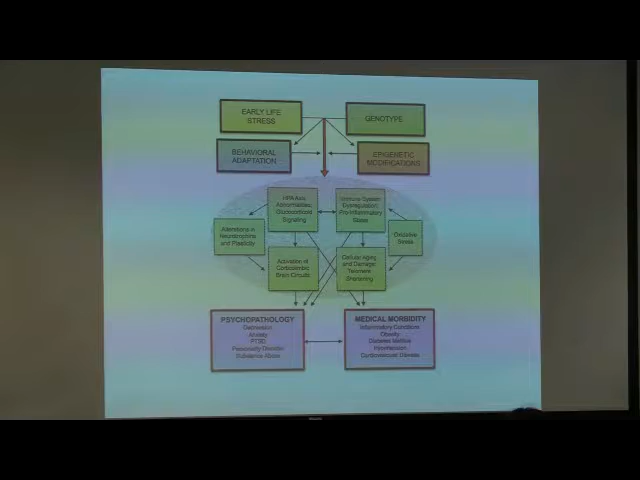 EARLY LIFE
STRESS
GENOTYPE
BEHAVIORAL
ADAPTATION
EPIGENETIC
MODIFICATIONS
HPA Axis
Abnormalities:
Glucocorticoid
Signaling
Immune System
Dysregulation:
Pro-Inflammatory
States
Alterations in
Neurotrophins
and Plasticity
Oxidative
Stress
Activation of
Corticolimbic
Brain Circuits
Cellular Aging
and Damage:
Telomere
Shortening
PSYCHOPATHOLOGY
Depression
Anxiety
PTSD
Personality Disorder
Substance Abuse
MEDICAL MORBIDITY
Inflammatory Conditions
Obesity
Diabetes Mellitus
Hypertension
Cardiovascular Disease